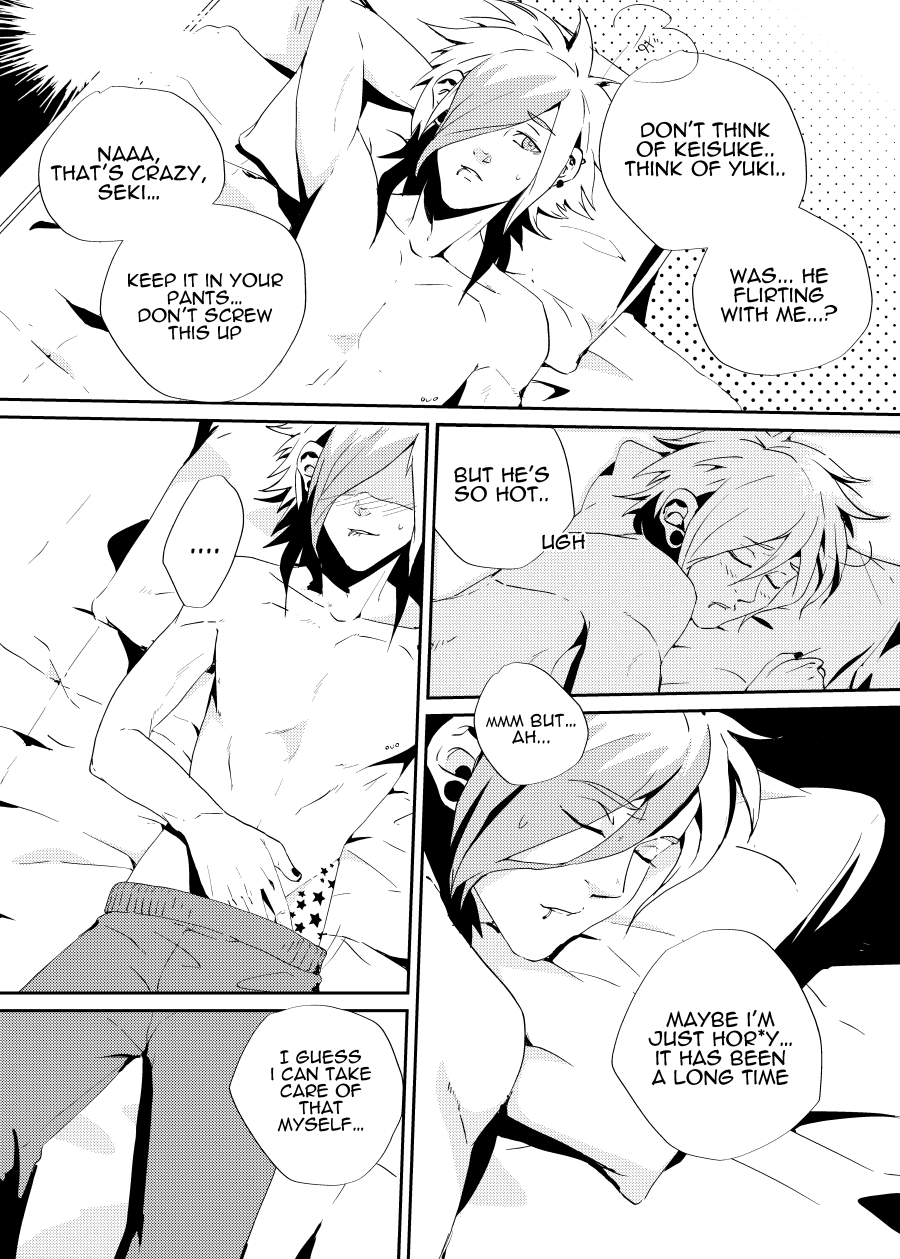 DON'T THINK
OF KEISUKE..
THINK OF YUKI..
WAS... HE
FLIRTING
WITH ME...?
NAAA,
THAT'S CRAZY,
SEKI...
KEEP IT IN YOUR
PANTS...
DON'T SCREW
THIS UP
BUT HE'S
SO HOT..
UGH
....
MMM BUT...
AH...
MAYBE I'M
JUST HOR*Y...
IT HAS BEEN
A LONG TIME
I GUESS
I CAN TAKE
CARE OF
THAT
MYSELF...